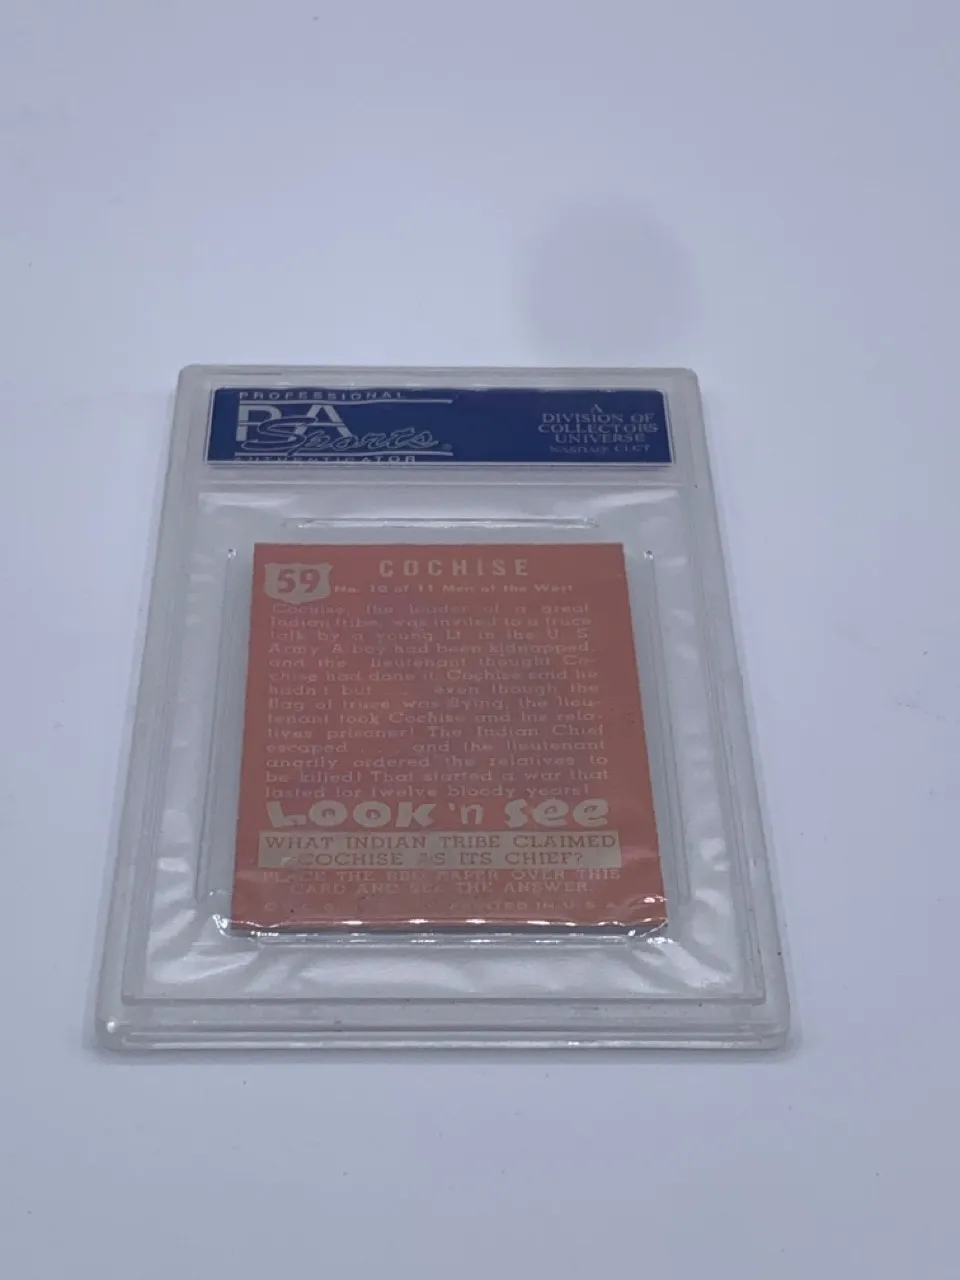 PROFESSIONAL
PSA
Sports
AUTHENTICATOR
A
DIVISION OF
COLLECTORS
UNIVERSE
NASDAQ: CLCT
59
COCHISE
No. 10 of 11 Men of the West
Cochise, the leader of a great
Indian tribe, was invited to a truce
talk by a young Lt. in the U. S.
Army. A boy had been kidnapped,
and the lieutenant thought Co-
chise had done it. Cochise said he
hadn't but . . . even though the
flag of truce was flying, the lieu-
tenant took Cochise and his rela-
tives prisoner! The Indian Chief
escaped . . . and the lieutenant
angrily ordered the relatives to
be killed! That started a war that
lasted for twelve bloody years!
LOOK 'n SEE
WHAT INDIAN TRIBE CLAIMED
COCHISE AS ITS CHIEF?
PLACE THE RED PAPER OVER THIS
CARD AND SEE THE ANSWER.
PRINTED IN U. S. A.